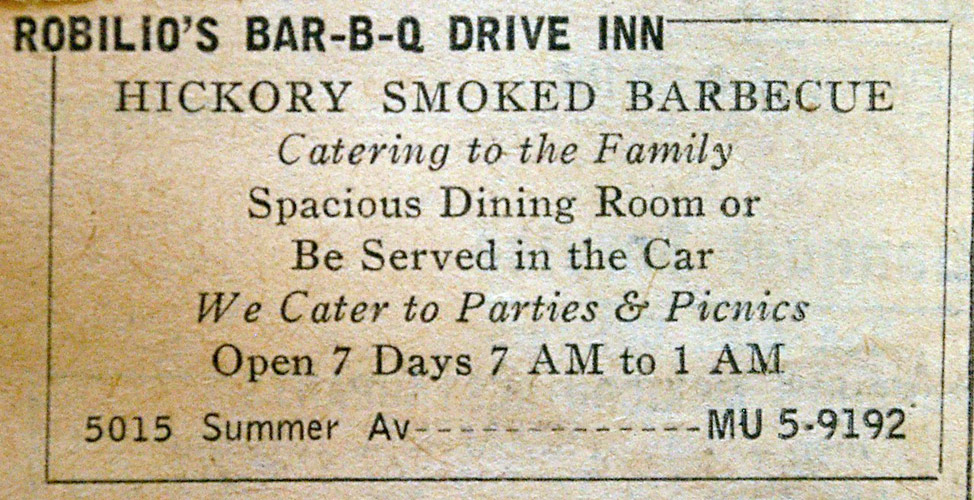 ROBILIO'S BAR-B-Q DRIVE INN
HICKORY SMOKED BARBECUE
Catering to the Family
Spacious Dining Room or
Be Served in the Car
We Cater to Parties & Picnics
Open 7 Days 7 AM to 1 AM
5015 Summer Av--------------MU 5-9192